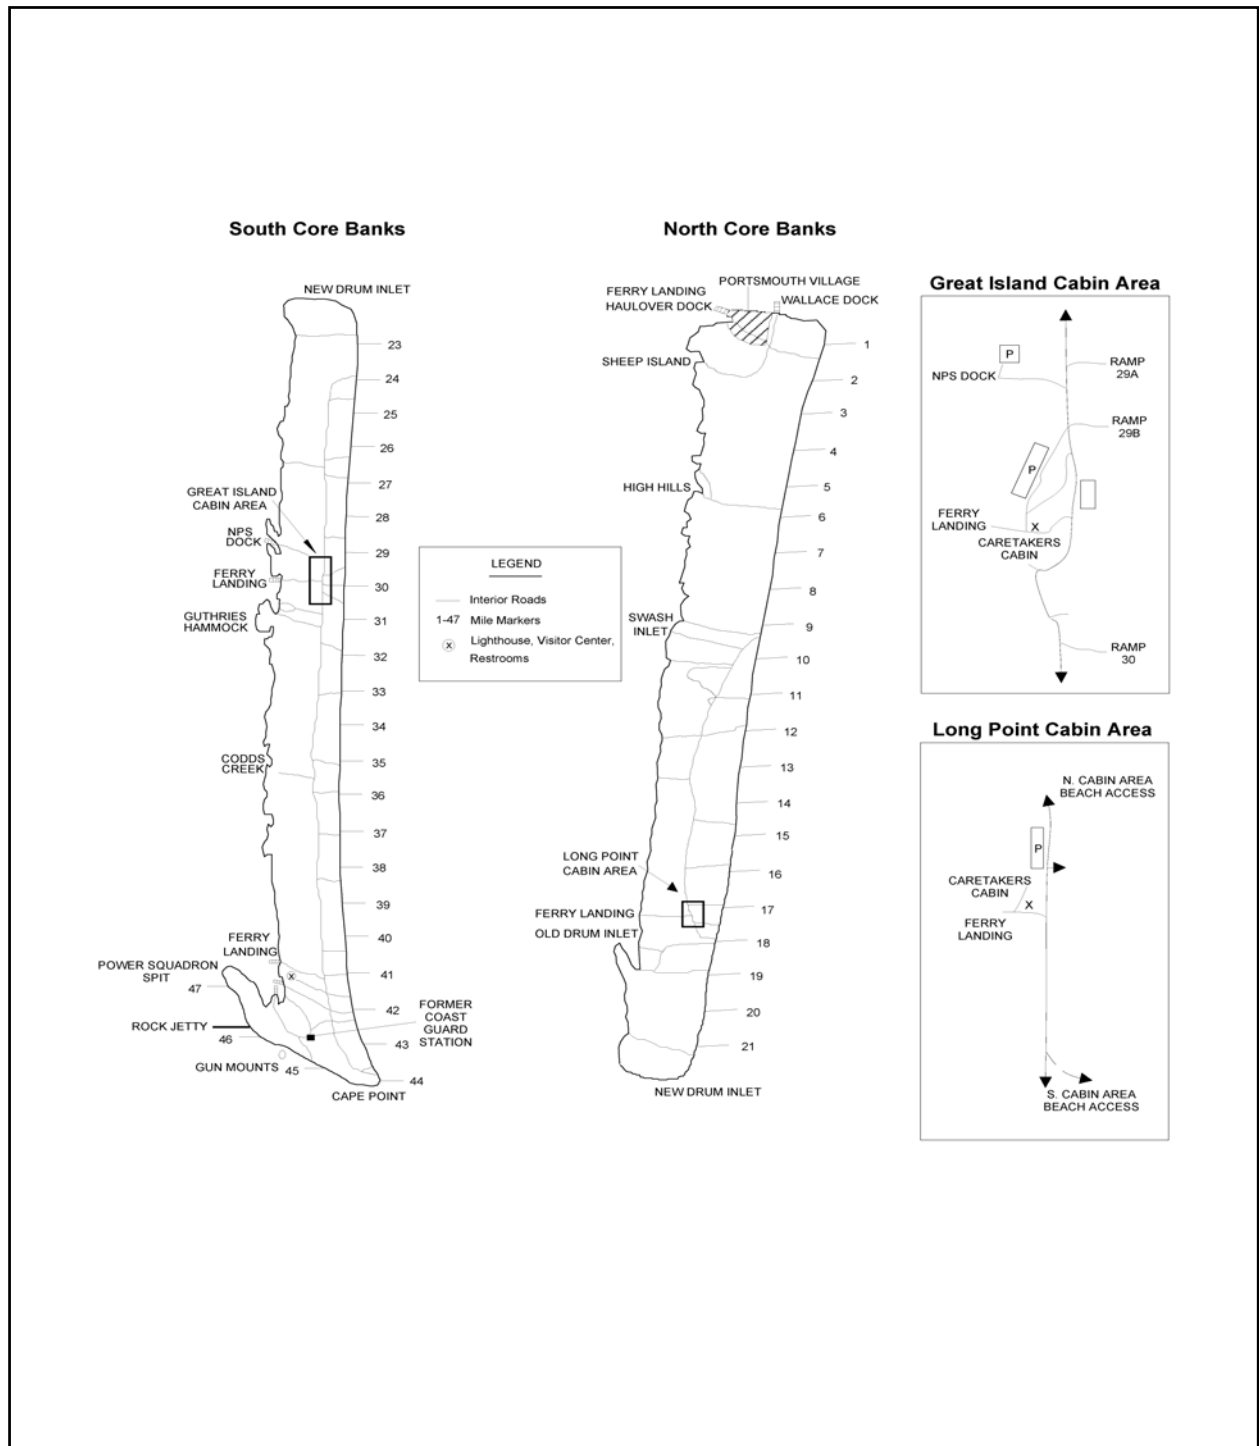 South Core Banks
NEW DRUM INLET
23
24
25
26
27
GREAT ISLAND
CABIN AREA
28
NPS
DOCK
29
FERRY
LANDING
30
GUTHRIES
HAMMOCK
31
32
33
34
CODDS
CREEK
35
36
37
38
39
40
FERRY
LANDING
X
41
POWER SQUADRON
SPIT
47
42
FORMER
COAST
GUARD
STATION
ROCK JETTY
46
43
GUN MOUNTS
45
44
CAPE POINT
LEGEND
Interior Roads
1-47 Mile Markers
X Lighthouse, Visitor Center,
Restrooms
North Core Banks
PORTSMOUTH VILLAGE
FERRY LANDING
HAULOVER DOCK
WALLACE DOCK
1
SHEEP ISLAND
2
3
4
HIGH HILLS
5
6
7
8
SWASH
INLET
9
10
11
12
13
14
15
LONG POINT
CABIN AREA
16
17
FERRY LANDING
OLD DRUM INLET
18
19
20
21
NEW DRUM INLET
Great Island Cabin Area
P
NPS DOCK
RAMP
29A
RAMP
29B
P
FERRY
LANDING
X
CARETAKERS
CABIN
RAMP
30
Long Point Cabin Area
N. CABIN AREA
BEACH ACCESS
P
CARETAKERS
CABIN
X
FERRY
LANDING
S. CABIN AREA
BEACH ACCESS